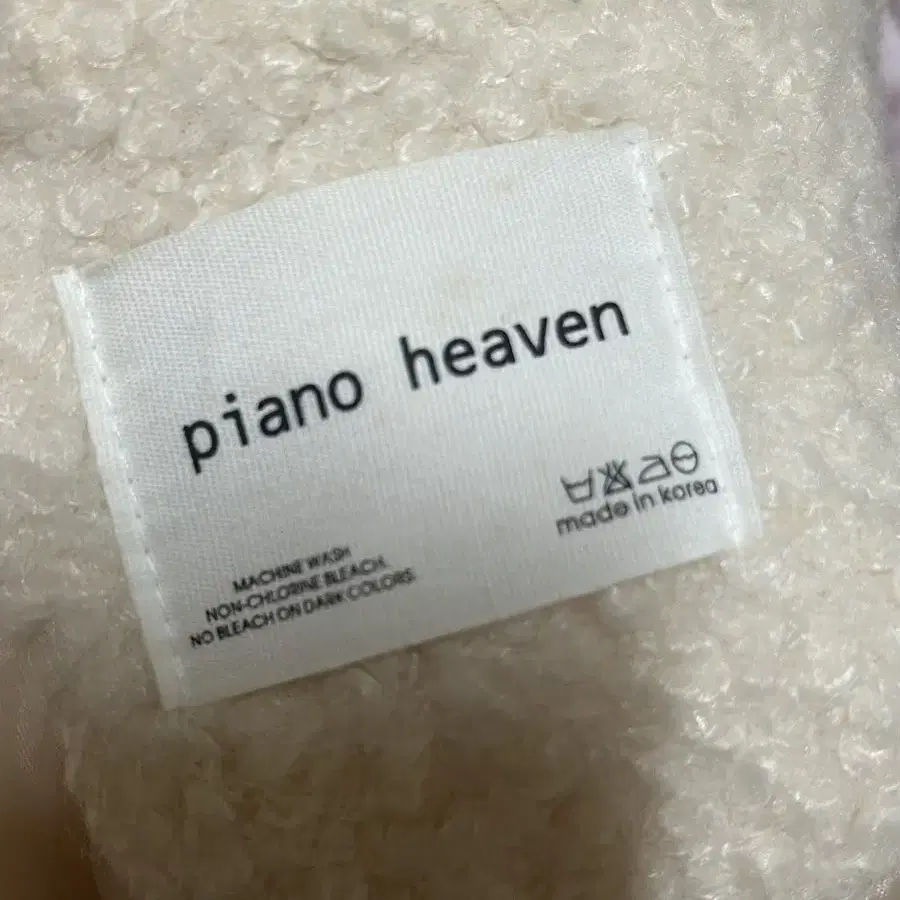 piano heaven
made in korea
MACHINE WASH
NON-CHLORINE BLEACH
NO BLEACH ON DARK COLORS